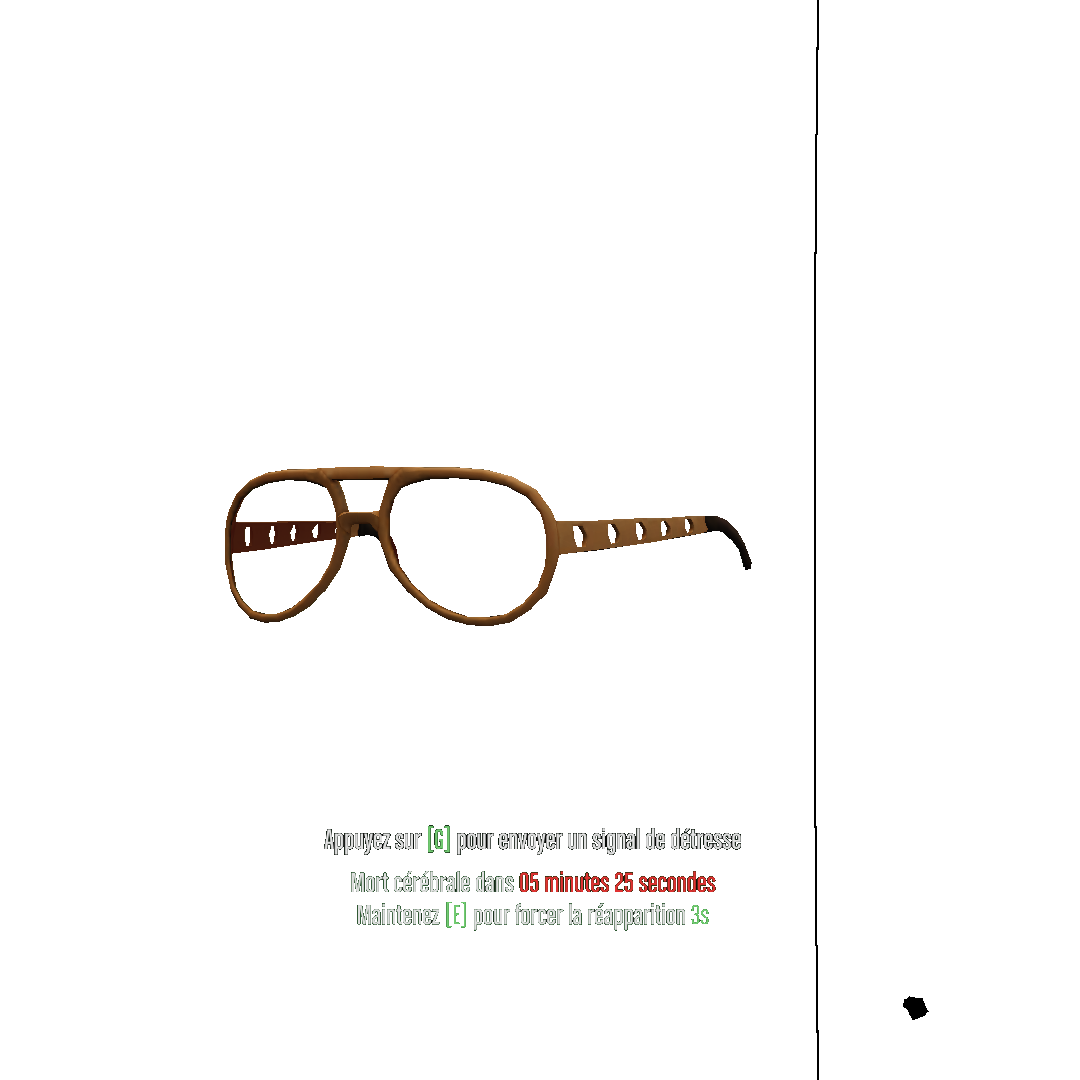 Appuyez sur [G] pour envoyer un signal de détresse
Mort cérébrale dans 05 minutes 25 secondes
Maintenez [E] pour forcer la réapparition 3s